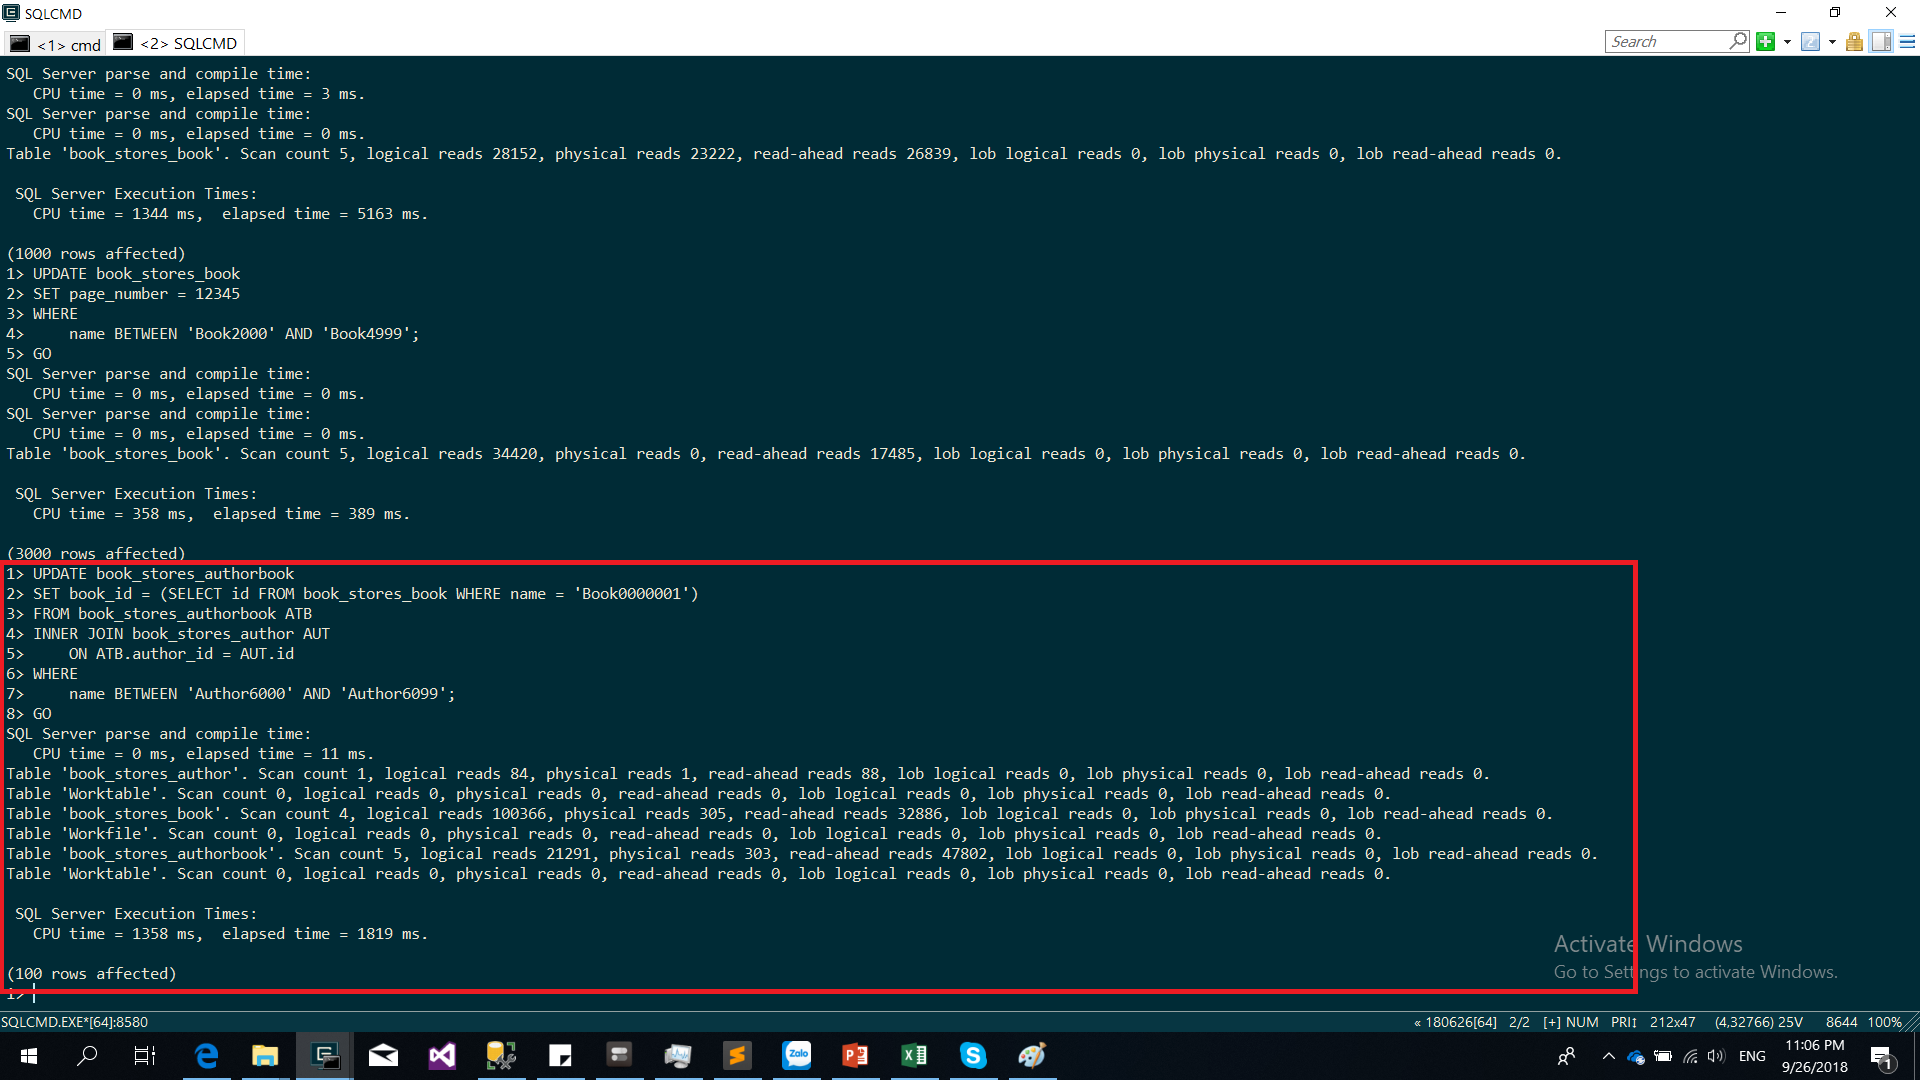 SQLCMD
<1> cmd
<2> SQLCMD
Search
SQL Server parse and compile time:
CPU time = 0 ms, elapsed time = 3 ms.
SQL Server parse and compile time:
CPU time = 0 ms, elapsed time = 0 ms.
Table 'book_stores_book'. Scan count 5, logical reads 28152, physical reads 23222, read-ahead reads 26839, lob logical reads 0, lob physical reads 0, lob read-ahead reads 0.
SQL Server Execution Times:
CPU time = 1344 ms,  elapsed time = 5163 ms.
(1000 rows affected)
1> UPDATE book_stores_book
2> SET page_number = 12345
3> WHERE
4>     name BETWEEN 'Book2000' AND 'Book4999';
5> GO
SQL Server parse and compile time:
CPU time = 0 ms, elapsed time = 0 ms.
SQL Server parse and compile time:
CPU time = 0 ms, elapsed time = 0 ms.
Table 'book_stores_book'. Scan count 5, logical reads 34420, physical reads 0, read-ahead reads 17485, lob logical reads 0, lob physical reads 0, lob read-ahead reads 0.
SQL Server Execution Times:
CPU time = 358 ms,  elapsed time = 389 ms.
(3000 rows affected)
1> UPDATE book_stores_authorbook
2> SET book_id = (SELECT id FROM book_stores_book WHERE name = 'Book0000001')
3> FROM book_stores_authorbook ATB
4> INNER JOIN book_stores_author AUT
5>     ON ATB.author_id = AUT.id
6> WHERE
7>     name BETWEEN 'Author6000' AND 'Author6099';
8> GO
SQL Server parse and compile time:
CPU time = 0 ms, elapsed time = 11 ms.
Table 'book_stores_author'. Scan count 1, logical reads 84, physical reads 1, read-ahead reads 88, lob logical reads 0, lob physical reads 0, lob read-ahead reads 0.
Table 'Worktable'. Scan count 0, logical reads 0, physical reads 0, read-ahead reads 0, lob logical reads 0, lob physical reads 0, lob read-ahead reads 0.
Table 'book_stores_book'. Scan count 4, logical reads 100366, physical reads 305, read-ahead reads 32886, lob logical reads 0, lob physical reads 0, lob read-ahead reads 0.
Table 'Workfile'. Scan count 0, logical reads 0, physical reads 0, read-ahead reads 0, lob logical reads 0, lob physical reads 0, lob read-ahead reads 0.
Table 'book_stores_authorbook'. Scan count 5, logical reads 21291, physical reads 303, read-ahead reads 47802, lob logical reads 0, lob physical reads 0, lob read-ahead reads 0.
Table 'Worktable'. Scan count 0, logical reads 0, physical reads 0, read-ahead reads 0, lob logical reads 0, lob physical reads 0, lob read-ahead reads 0.
SQL Server Execution Times:
CPU time = 1358 ms,  elapsed time = 1819 ms.
(100 rows affected)
1>
Activate Windows
Go to Settings to activate Windows.
SQLCMD.EXE*[64]:8580
« 180626[64]  2/2  [+] NUM  PRI↕  212x47  (4,32766) 25V  8644  100%
Zalo
ENG
11:06 PM
9/26/2018
1